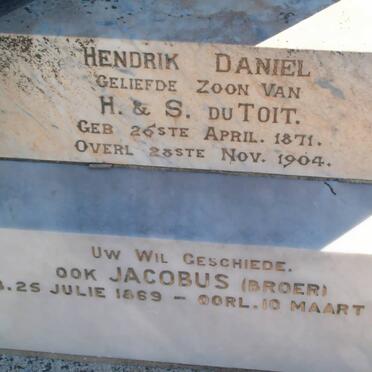 HENDRIK DANIEL
GELIEFDE ZOON VAN
H. & S. DU TOIT.
GEB 26STE APRIL. 1871.
OVERL 28STE NOV. 1904.
UW WIL GESCHIEDE.
OOK JACOBUS (BROER)
25 JULIE 1869 – OORL. 10 MAART